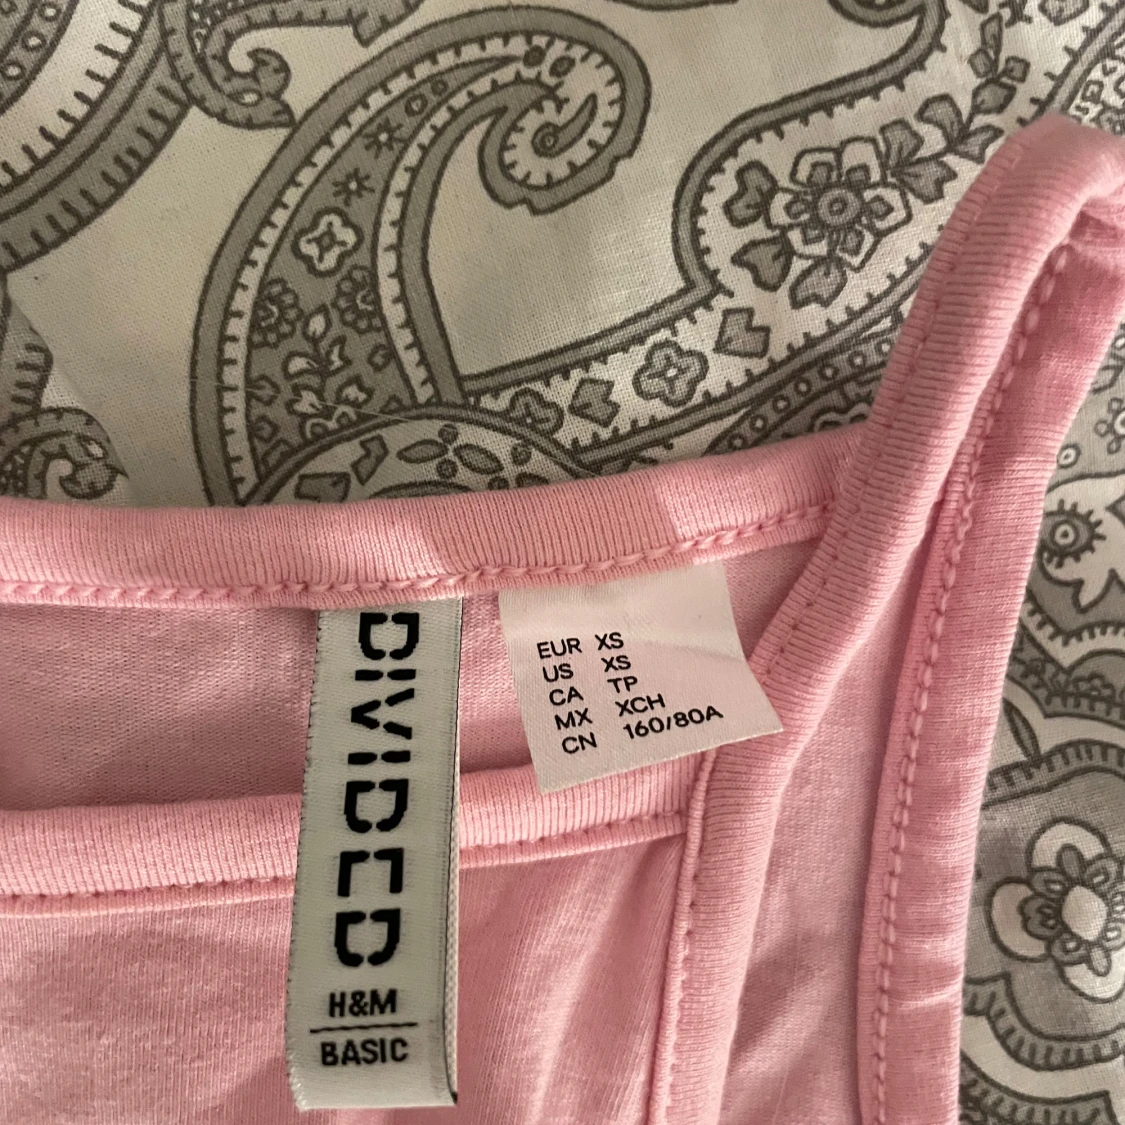 DIVIDED
H&M
BASIC
EUR XS
US XS
CA TP
MX XCH
CN 160/80A